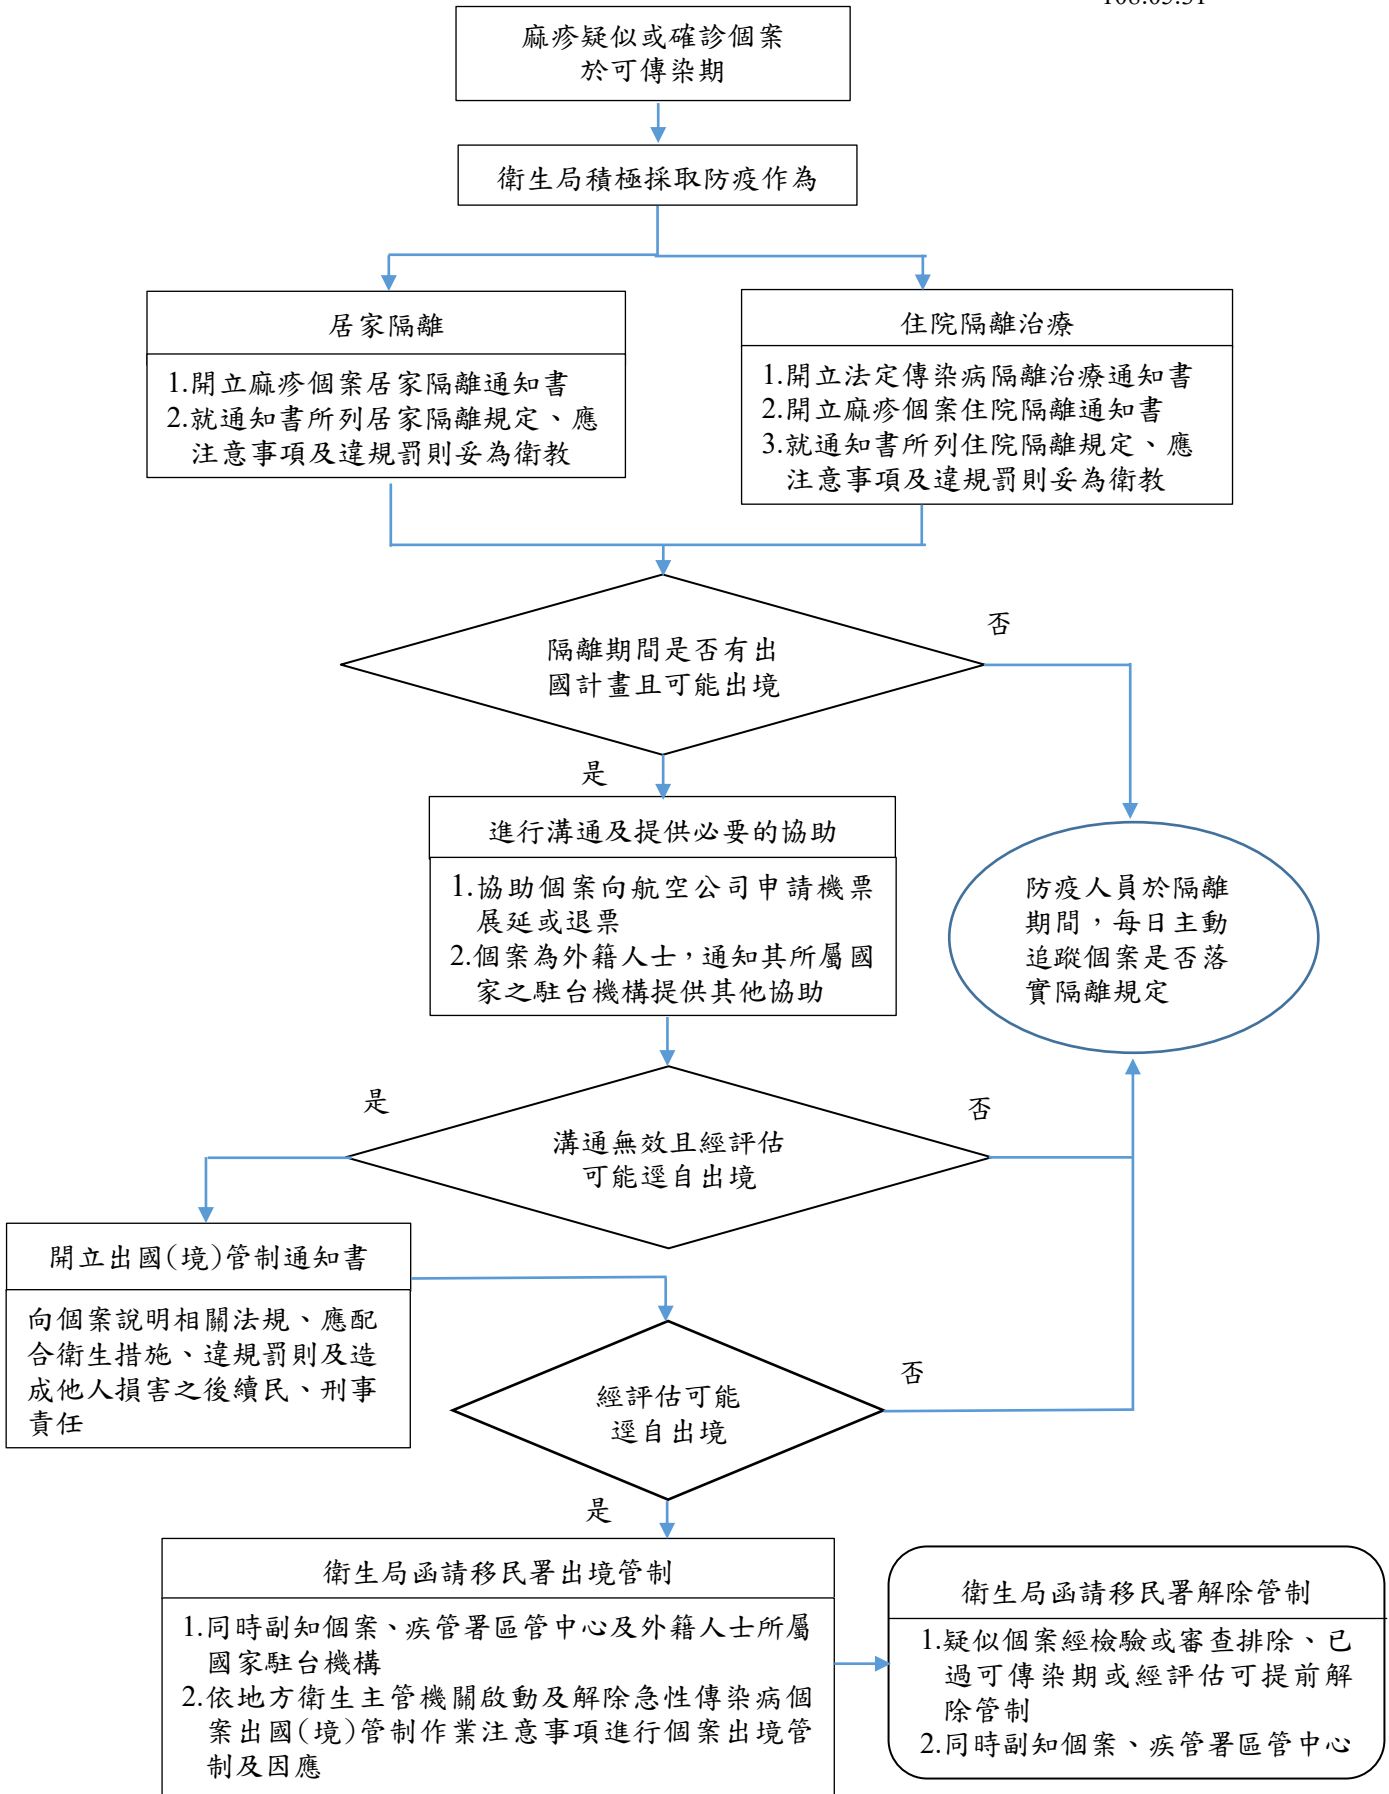 108.05.31
麻疹疑似或確診個案
於可傳染期
衛生局積極採取防疫作為
居家隔離
1.開立麻疹個案居家隔離通知書
2.就通知書所列居家隔離規定、應
注意事項及違規罰則妥為衛教
住院隔離治療
1.開立法定傳染病隔離治療通知書
2.開立麻疹個案住院隔離通知書
3.就通知書所列住院隔離規定、應
注意事項及違規罰則妥為衛教
隔離期間是否有出
國計畫且可能出境
否
是
進行溝通及提供必要的協助
1.協助個案向航空公司申請機票
展延或退票
2.個案為外籍人士，通知其所屬國
家之駐台機構提供其他協助
防疫人員於隔離
期間，每日主動
追蹤個案是否落
實隔離規定
是
溝通無效且經評估
可能逕自出境
否
開立出國(境)管制通知書
向個案說明相關法規、應配
合衛生措施、違規罰則及造
成他人損害之後續民、刑事
責任
經評估可能
逕自出境
否
是
衛生局函請移民署出境管制
1.同時副知個案、疾管署區管中心及外籍人士所屬
國家駐台機構
2.依地方衛生主管機關啟動及解除急性傳染病個
案出國(境)管制作業注意事項進行個案出境管
制及因應
衛生局函請移民署解除管制
1.疑似個案經檢驗或審查排除、已
過可傳染期或經評估可提前解
除管制
2.同時副知個案、疾管署區管中心